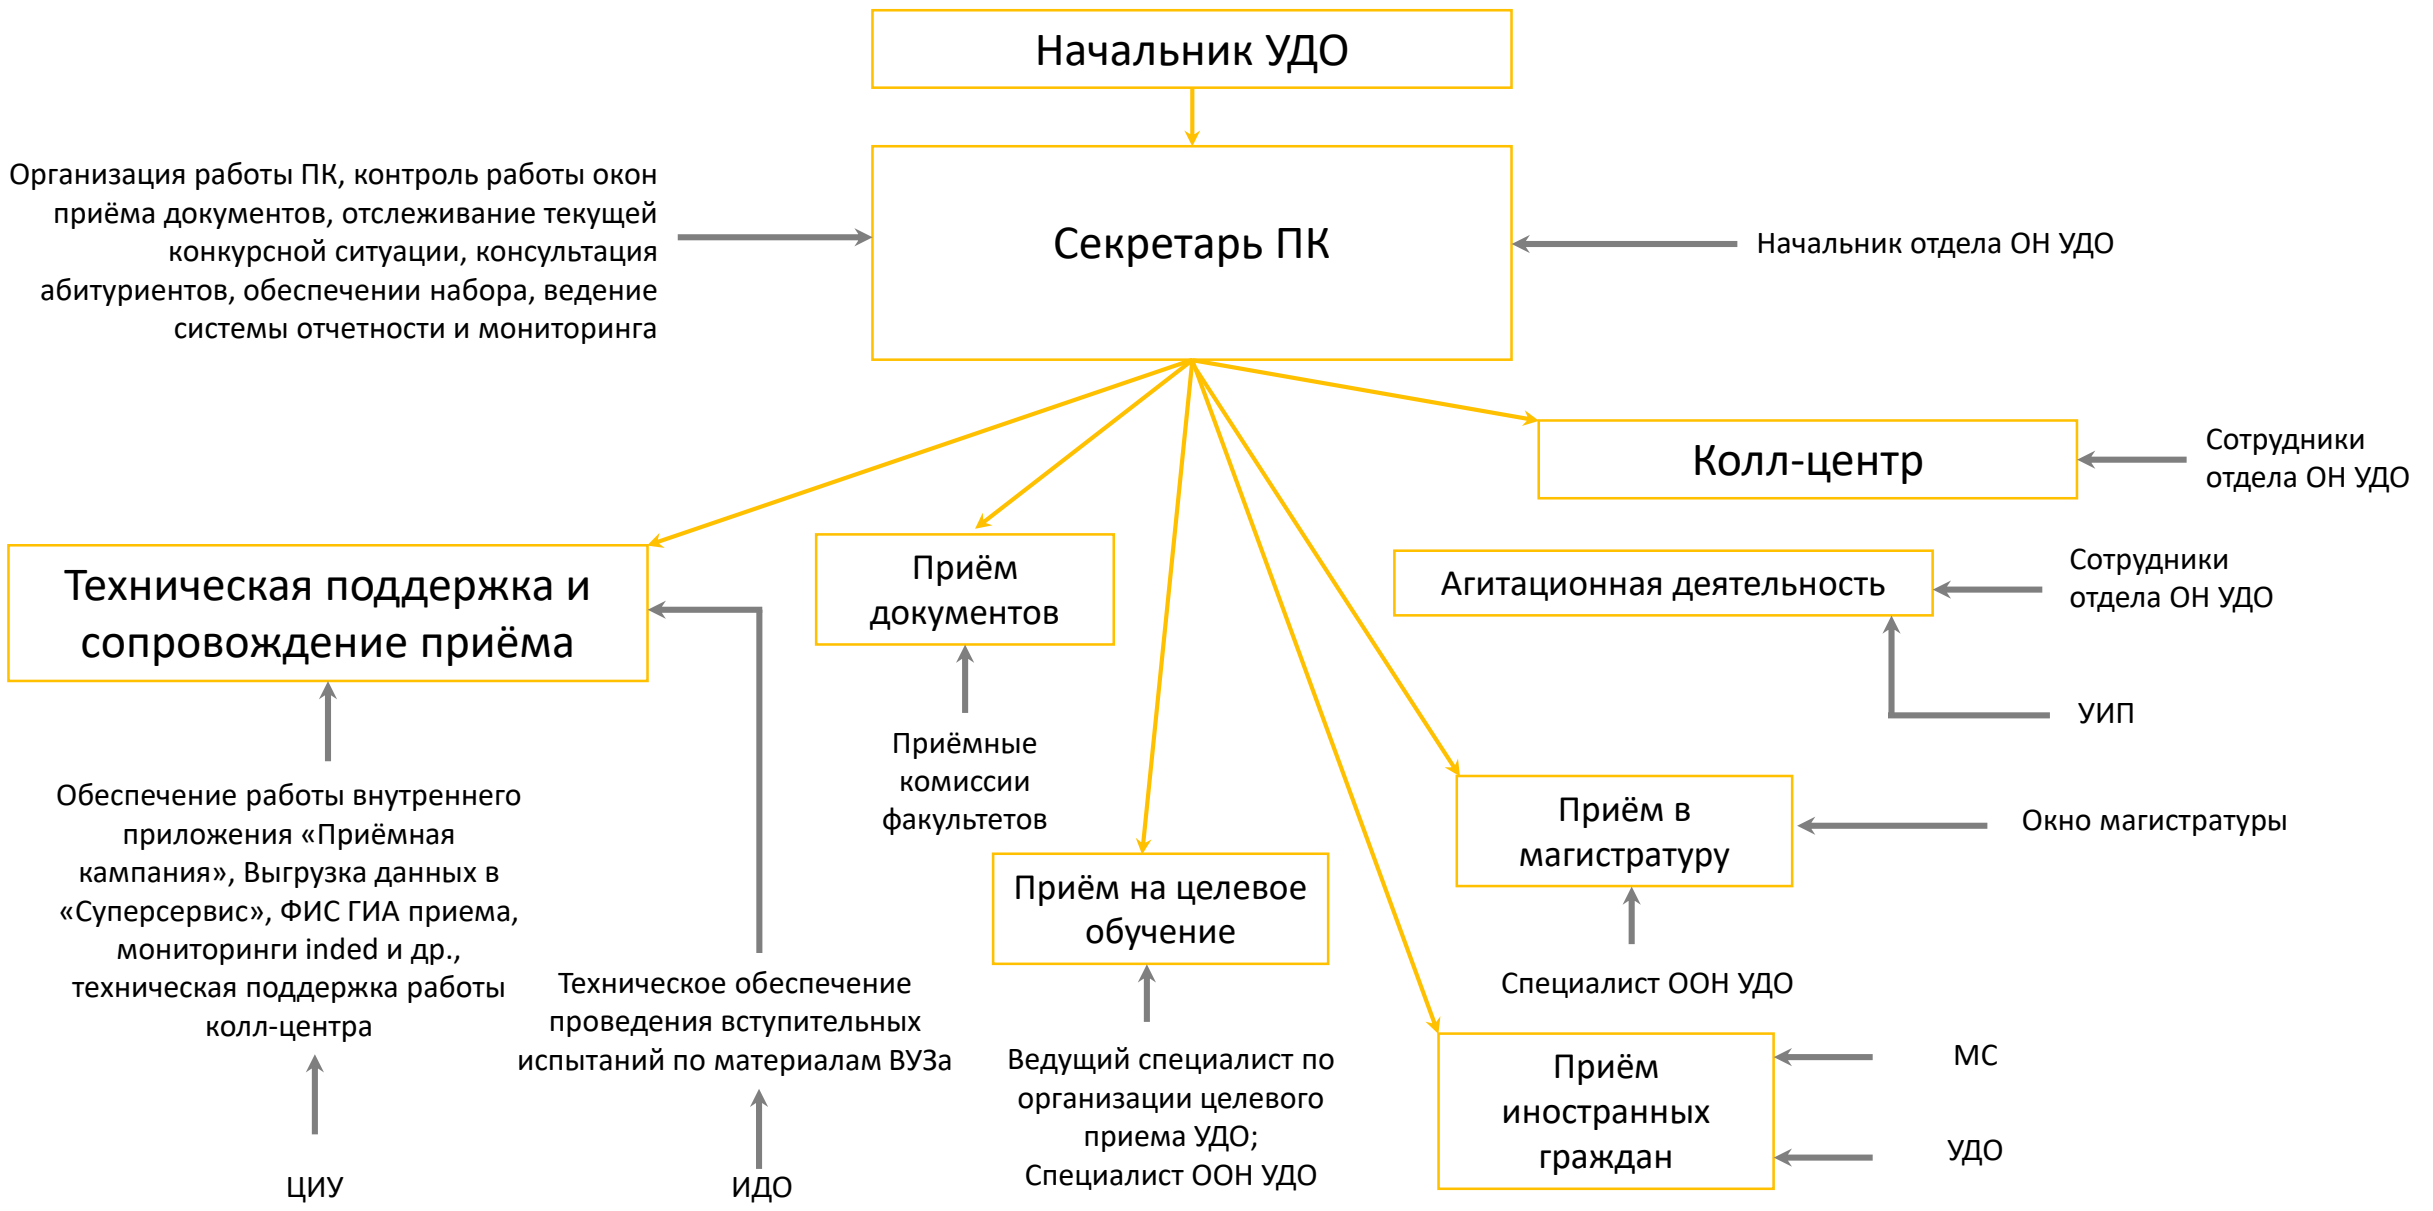 Начальник УДО
Организация работы ПК, контроль работы окон
приёма документов, отслеживание текущей
конкурсной ситуации, консультация
абитуриентов, обеспечении набора, ведение
системы отчетности и мониторинга
Секретарь ПК
Начальник отдела ОН УДО
Колл-центр
Сотрудники
отдела ОН УДО
Техническая поддержка и
сопровождение приёма
Приём
документов
Агитационная деятельность
Сотрудники
отдела ОН УДО
УИП
Приёмные
комиссии
факультетов
Обеспечение работы внутреннего
приложения «Приёмная
кампания», Выгрузка данных в
«Суперсервис», ФИС ГИА приема,
мониторинги inded и др.,
техническая поддержка работы
колл-центра
Приём в
магистратуру
Окно магистратуры
Приём на целевое
обучение
Специалист ООН УДО
Техническое обеспечение
проведения вступительных
испытаний по материалам ВУЗа
Ведущий специалист по
организации целевого
приема УДО;
Специалист ООН УДО
Приём
иностранных
граждан
МС
УДО
ЦИУ
ИДО